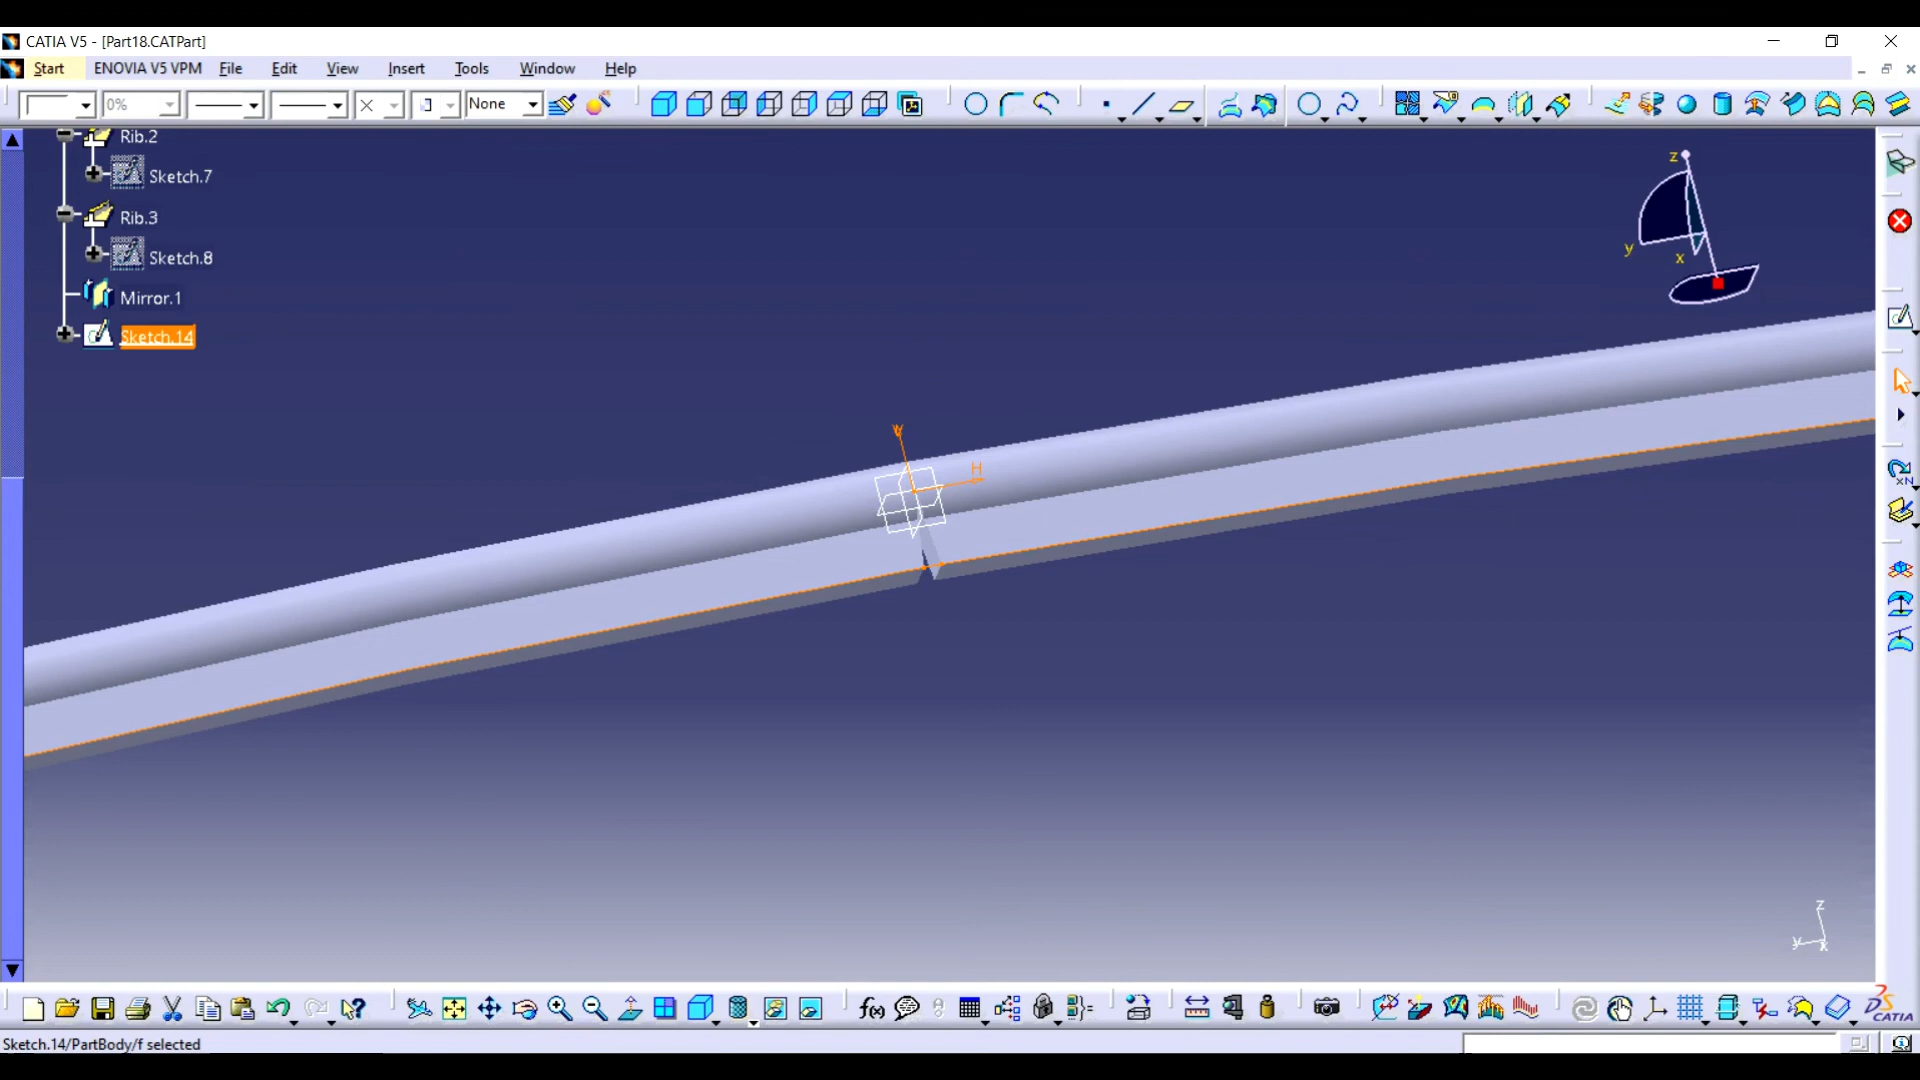 CATIA V5 - [Part18.CATPart]
Start ENOVIA V5 VPM File Edit View Insert Tools Window Help
0% None
Rib.2
Sketch.7
Rib.3
Sketch.8
Mirror.1
Sketch.14
z
y
x
V
H
z
y
x
f(x)
CATIA
Sketch.14/PartBody/f selected